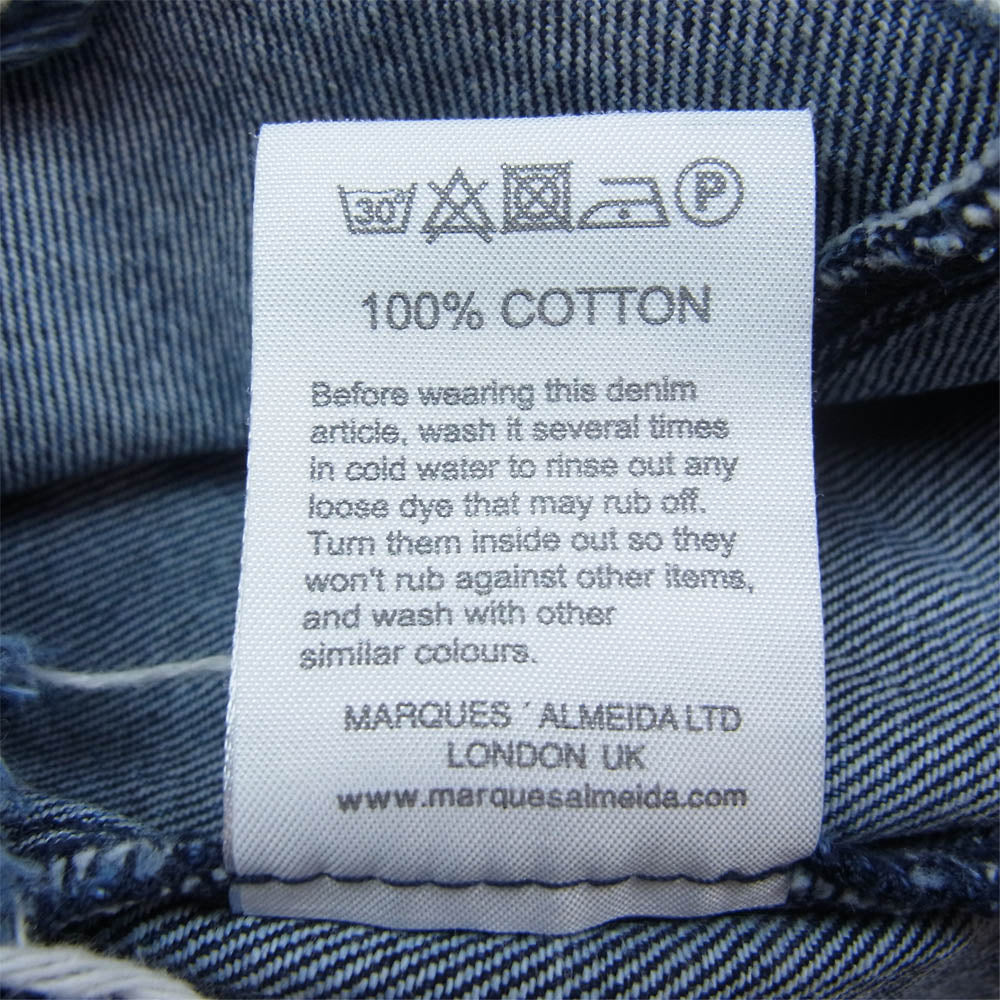 30°
P
100% COTTON
Before wearing this denim
article, wash it several times
in cold water to rinse out any
loose dye that may rub off.
Turn them inside out so they
won't rub against other items,
and wash with other
similar colours.
MARQUES ´ ALMEIDA LTD
LONDON UK
www.marquesalmeida.com